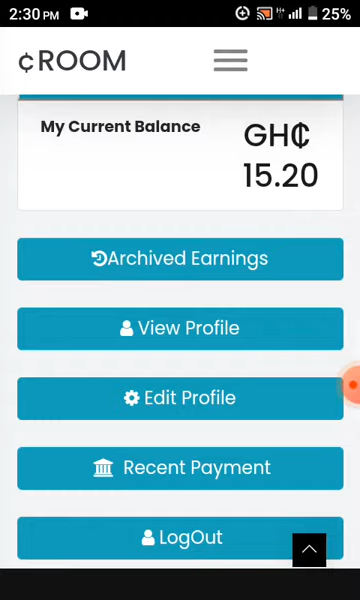 2:30 PM
H+
25%
¢ROOM
My Current Balance
GH₵
15.20
Archived Earnings
View Profile
Edit Profile
Recent Payment
LogOut